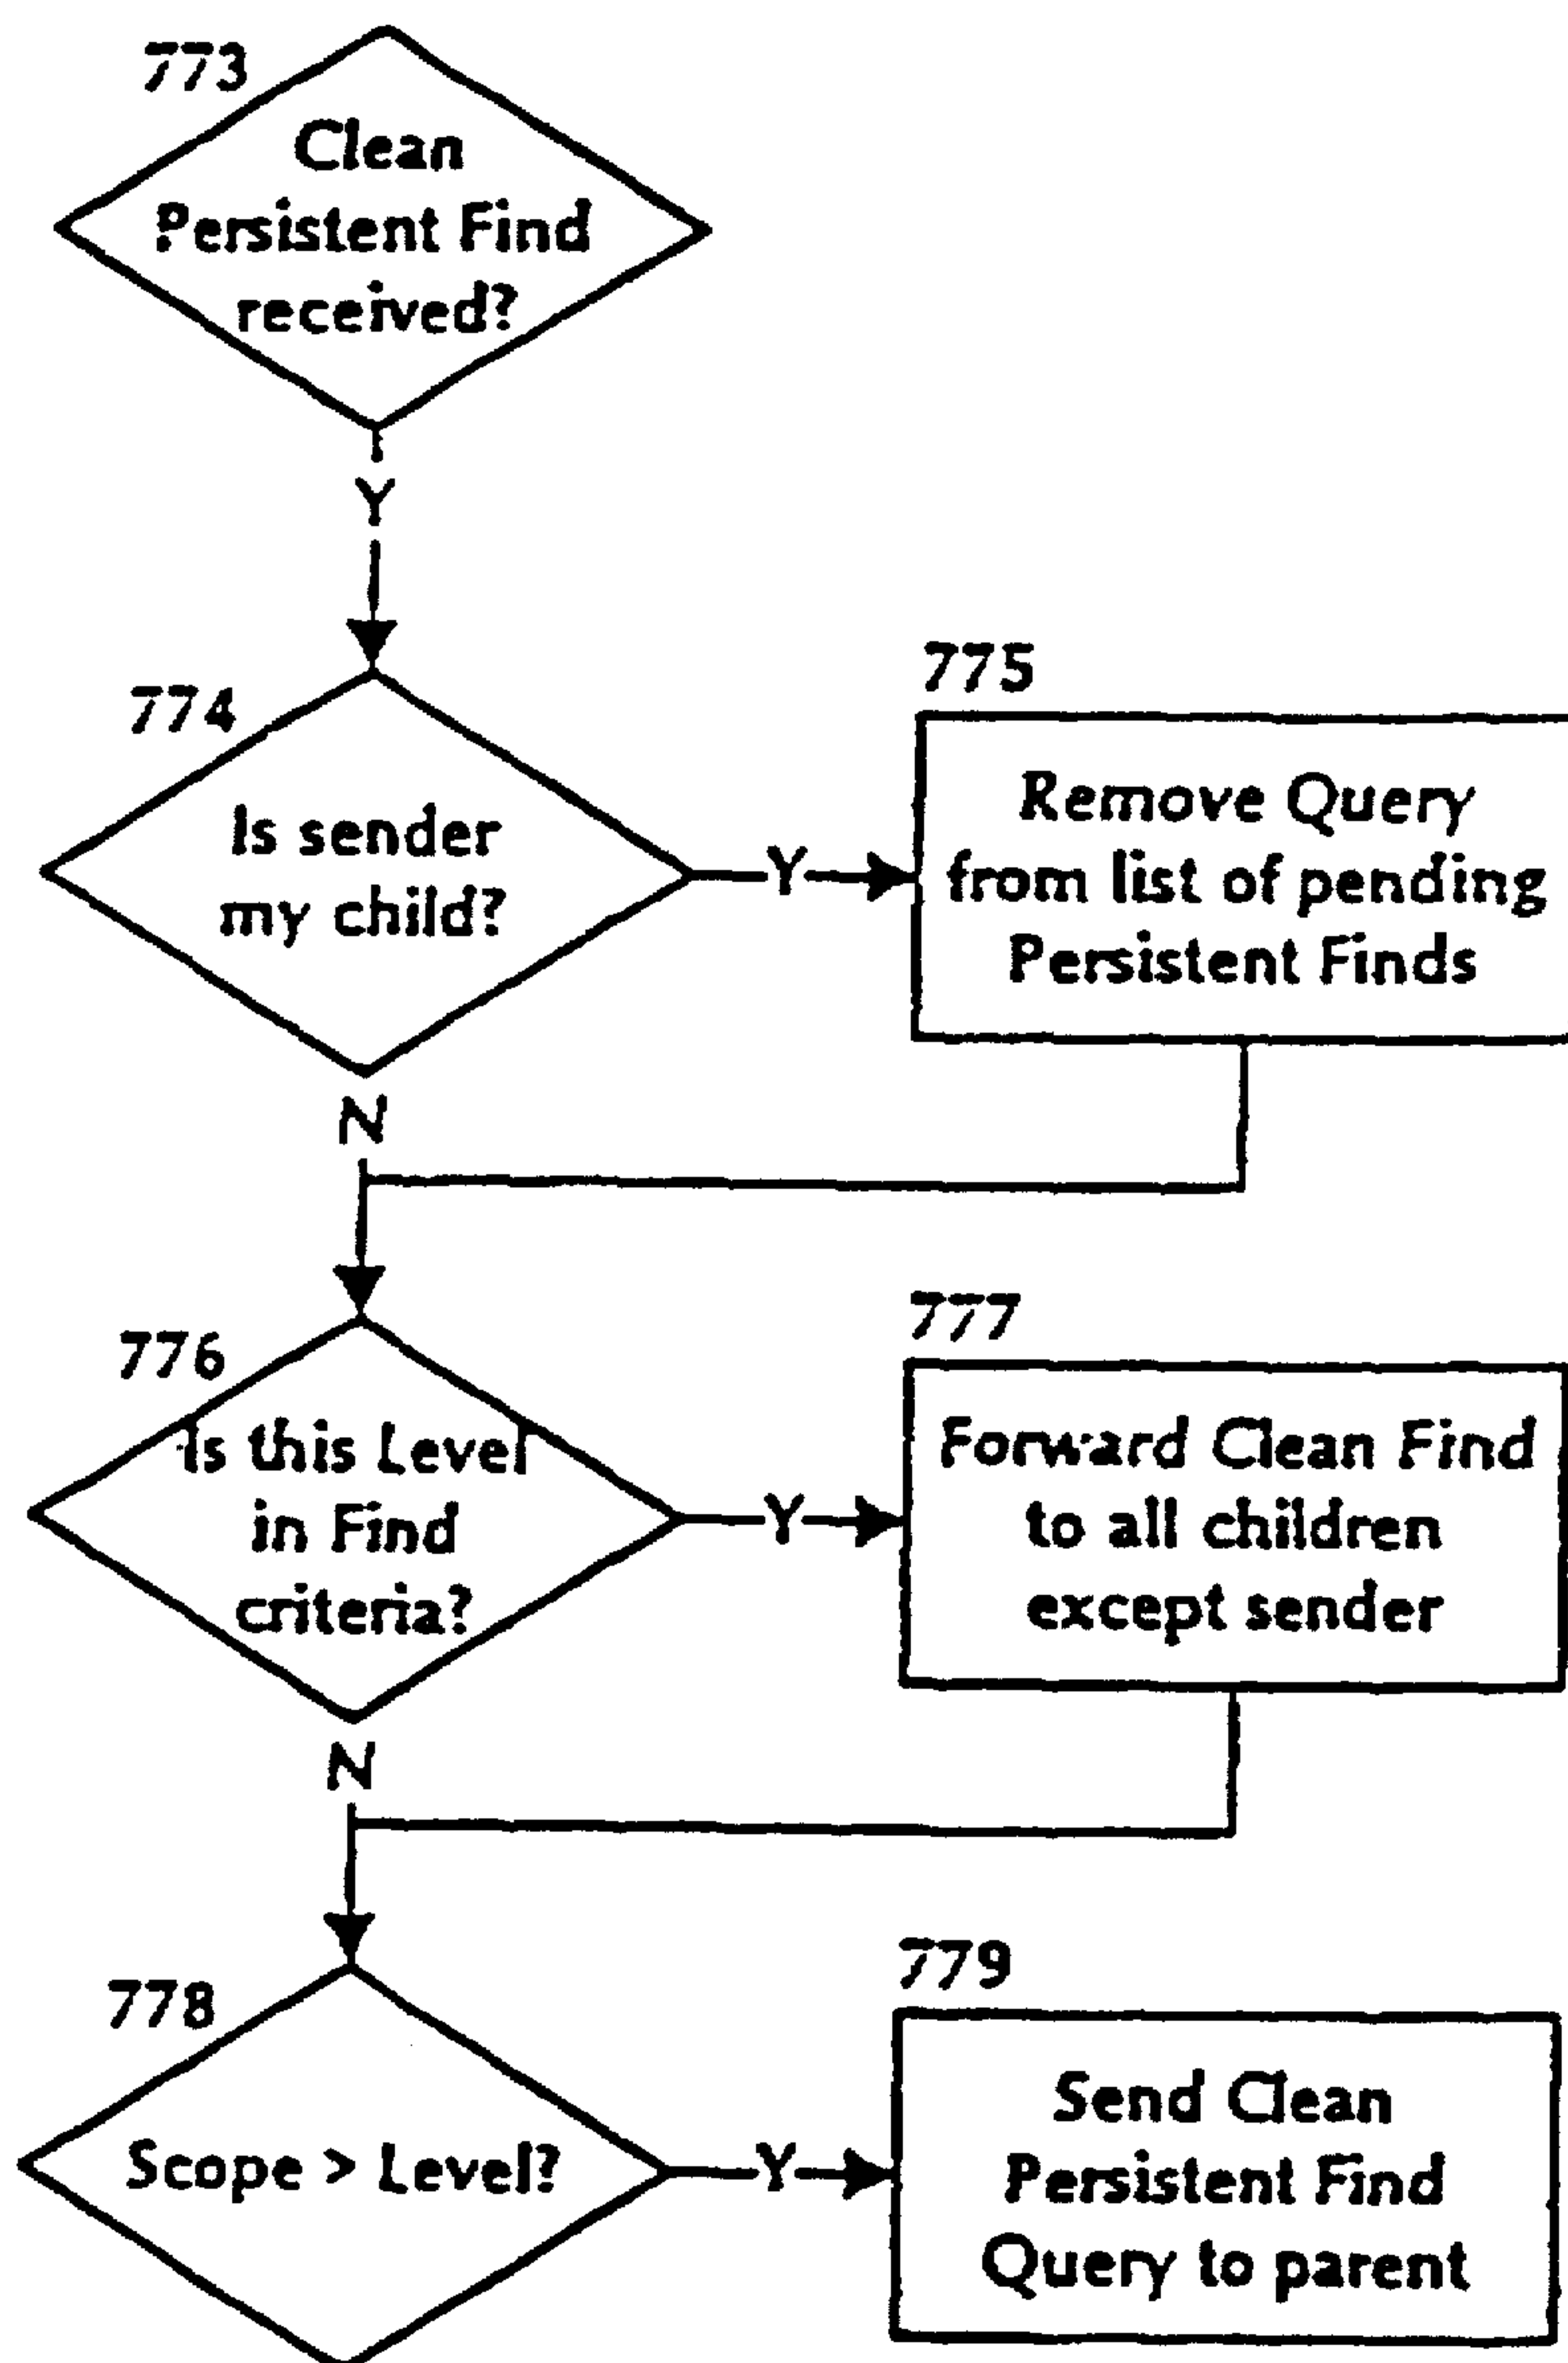 773
Clean
Persistent Find
received?
Y
774
Is sender
my child?
Y
775
Remove Query
from list of pending
Persistent Finds
N
776
Is this Level
in Find
criteria?
Y
777
Forward Clean Find
to all children
except sender
N
778
Scope > Level?
Y
779
Send Clean
Persistent Find
Query to parent